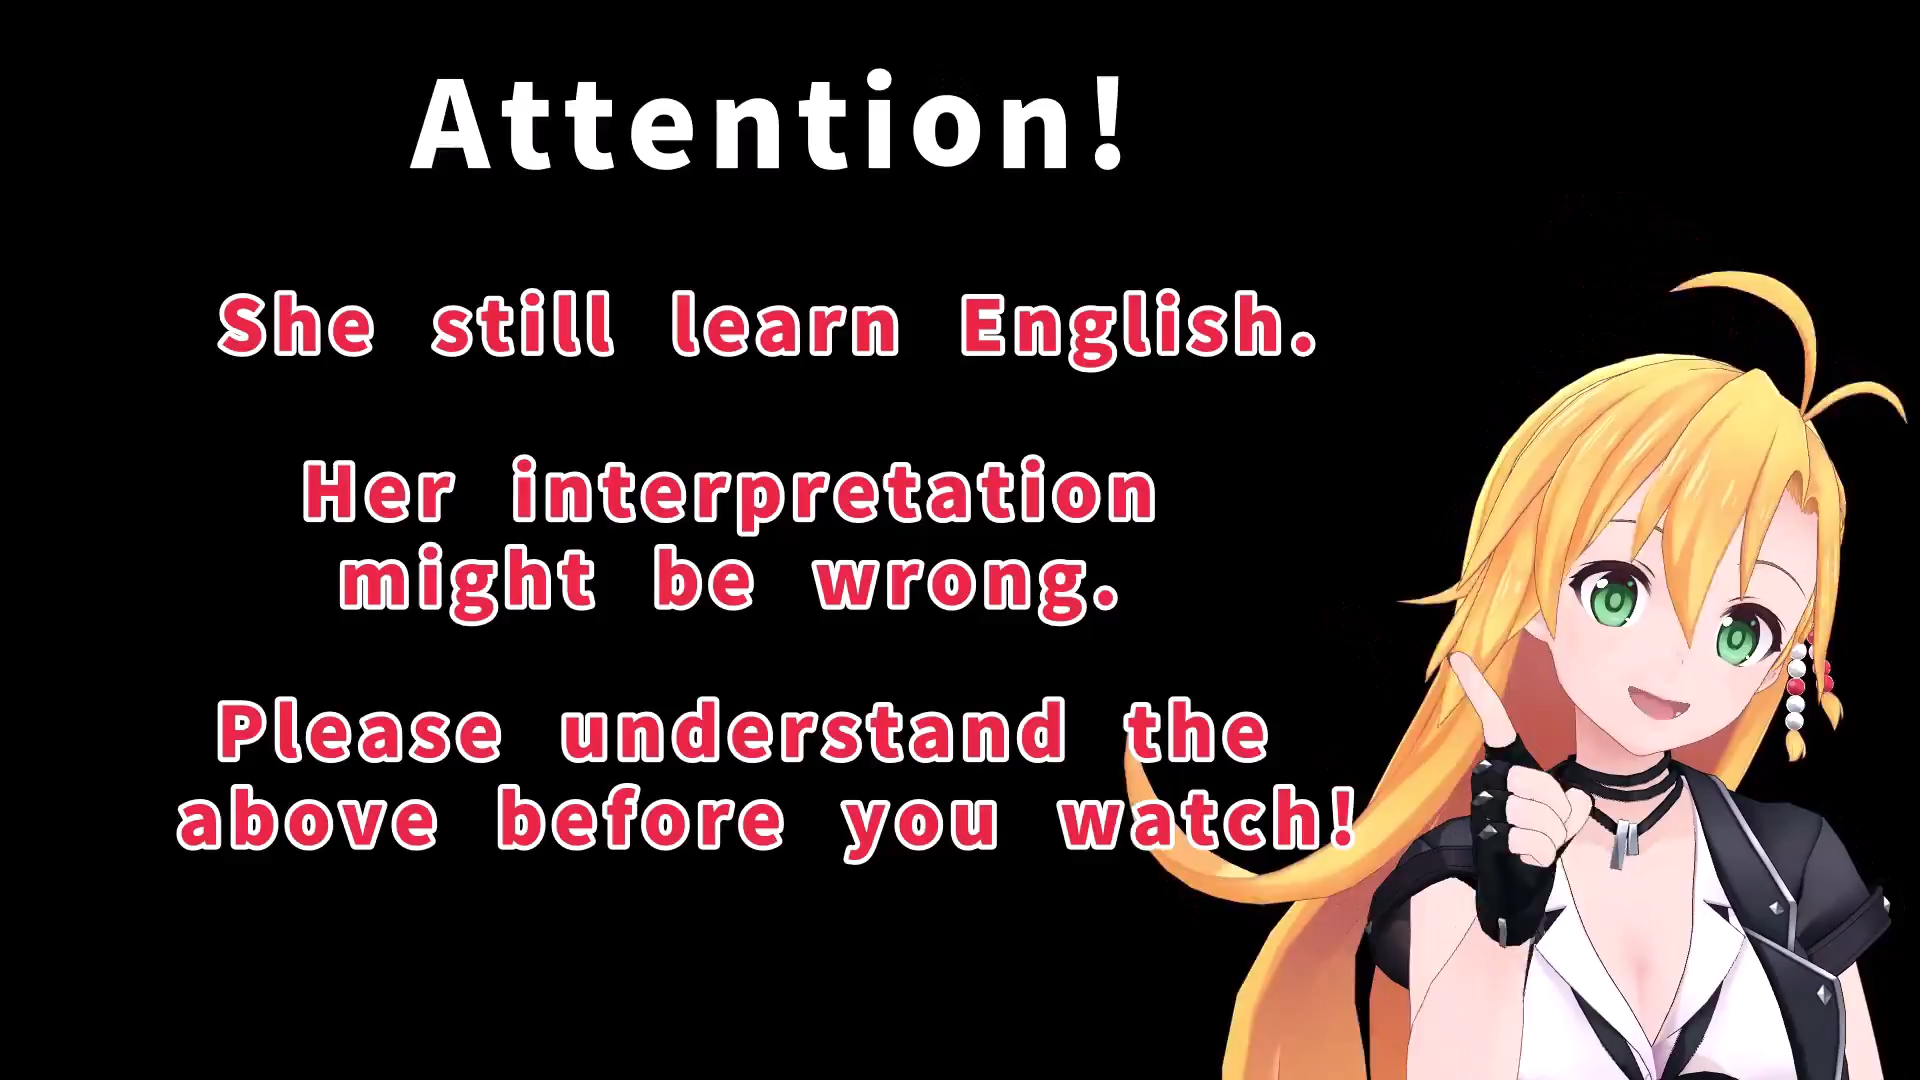 Attention!
She still learn English.
Her interpretation
might be wrong.
Please understand the
above before you watch!